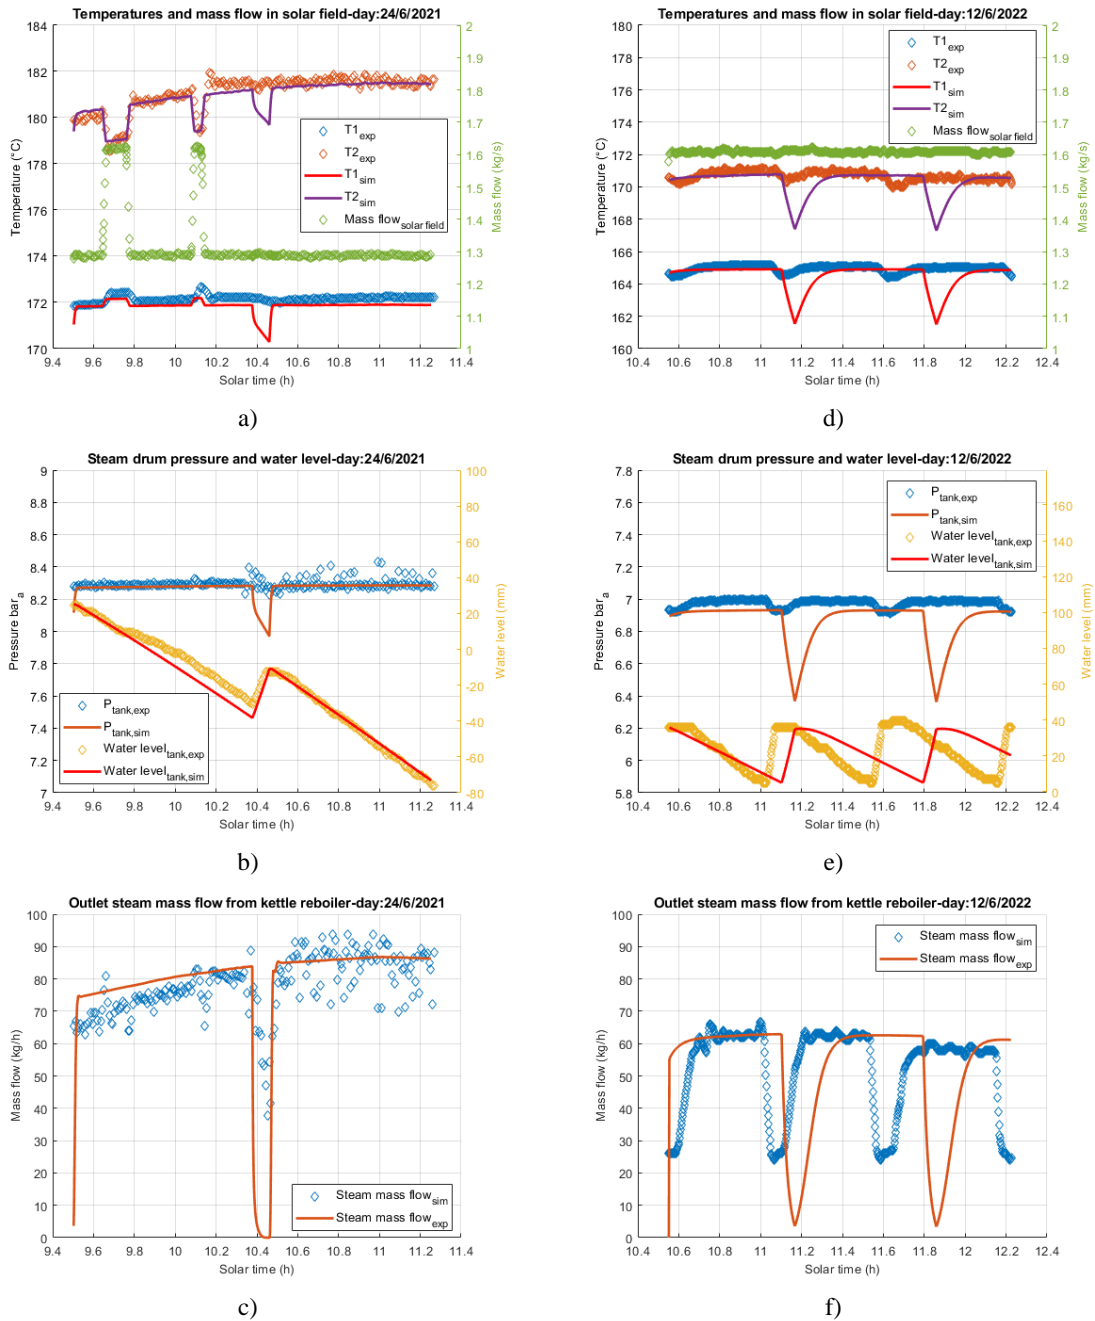 Temperatures and mass flow in solar field-day:24/6/2021
184
182
180
178
176
174
172
170
Temperature (°C)
2
1.9
1.8
1.7
1.6
1.5
1.4
1.3
1.2
1.1
1
Mass flow (kg/s)
T1exp
T2exp
T1sim
T2sim
Mass flowsolar field
9.4 9.6 9.8 10 10.2 10.4 10.6 10.8 11 11.2 11.4
Solar time (h)
a)
Temperatures and mass flow in solar field-day:12/6/2022
180
178
176
174
172
170
168
166
164
162
160
Temperature (°C)
2
1.9
1.8
1.7
1.6
1.5
1.4
1.3
1.2
1.1
1
Mass flow (kg/s)
T1exp
T2exp
T1sim
T2sim
Mass flowsolar field
10.4 10.6 10.8 11 11.2 11.4 11.6 11.8 12 12.2 12.4
Solar time (h)
d)
Steam drum pressure and water level-day:24/6/2021
9
8.8
8.6
8.4
8.2
8
7.8
7.6
7.4
7.2
7
Pressure bara
100
80
60
40
20
0
-20
-40
-60
-80
Water level (mm)
Ptank,exp
Ptank,sim
Water leveltank,exp
Water leveltank,sim
9.4 9.6 9.8 10 10.2 10.4 10.6 10.8 11 11.2 11.4
Solar time (h)
b)
Steam drum pressure and water level-day:12/6/2022
7.8
7.6
7.4
7.2
7
6.8
6.6
6.4
6.2
6
5.8
Pressure bara
160
140
120
100
80
60
40
20
0
Water level (mm)
Ptank,exp
Ptank,sim
Water leveltank,exp
Water leveltank,sim
10.4 10.6 10.8 11 11.2 11.4 11.6 11.8 12 12.2 12.4
Solar time (h)
e)
Outlet steam mass flow from kettle reboiler-day:24/6/2021
100
90
80
70
60
50
40
30
20
10
0
Mass flow (kg/h)
Steam mass flowsim
Steam mass flowexp
9.4 9.6 9.8 10 10.2 10.4 10.6 10.8 11 11.2 11.4
Solar time (h)
c)
Outlet steam mass flow from kettle reboiler-day:12/6/2022
100
90
80
70
60
50
40
30
20
10
0
Mass flow (kg/h)
Steam mass flowsim
Steam mass flowexp
10.4 10.6 10.8 11 11.2 11.4 11.6 11.8 12 12.2 12.4
Solar time (h)
f)